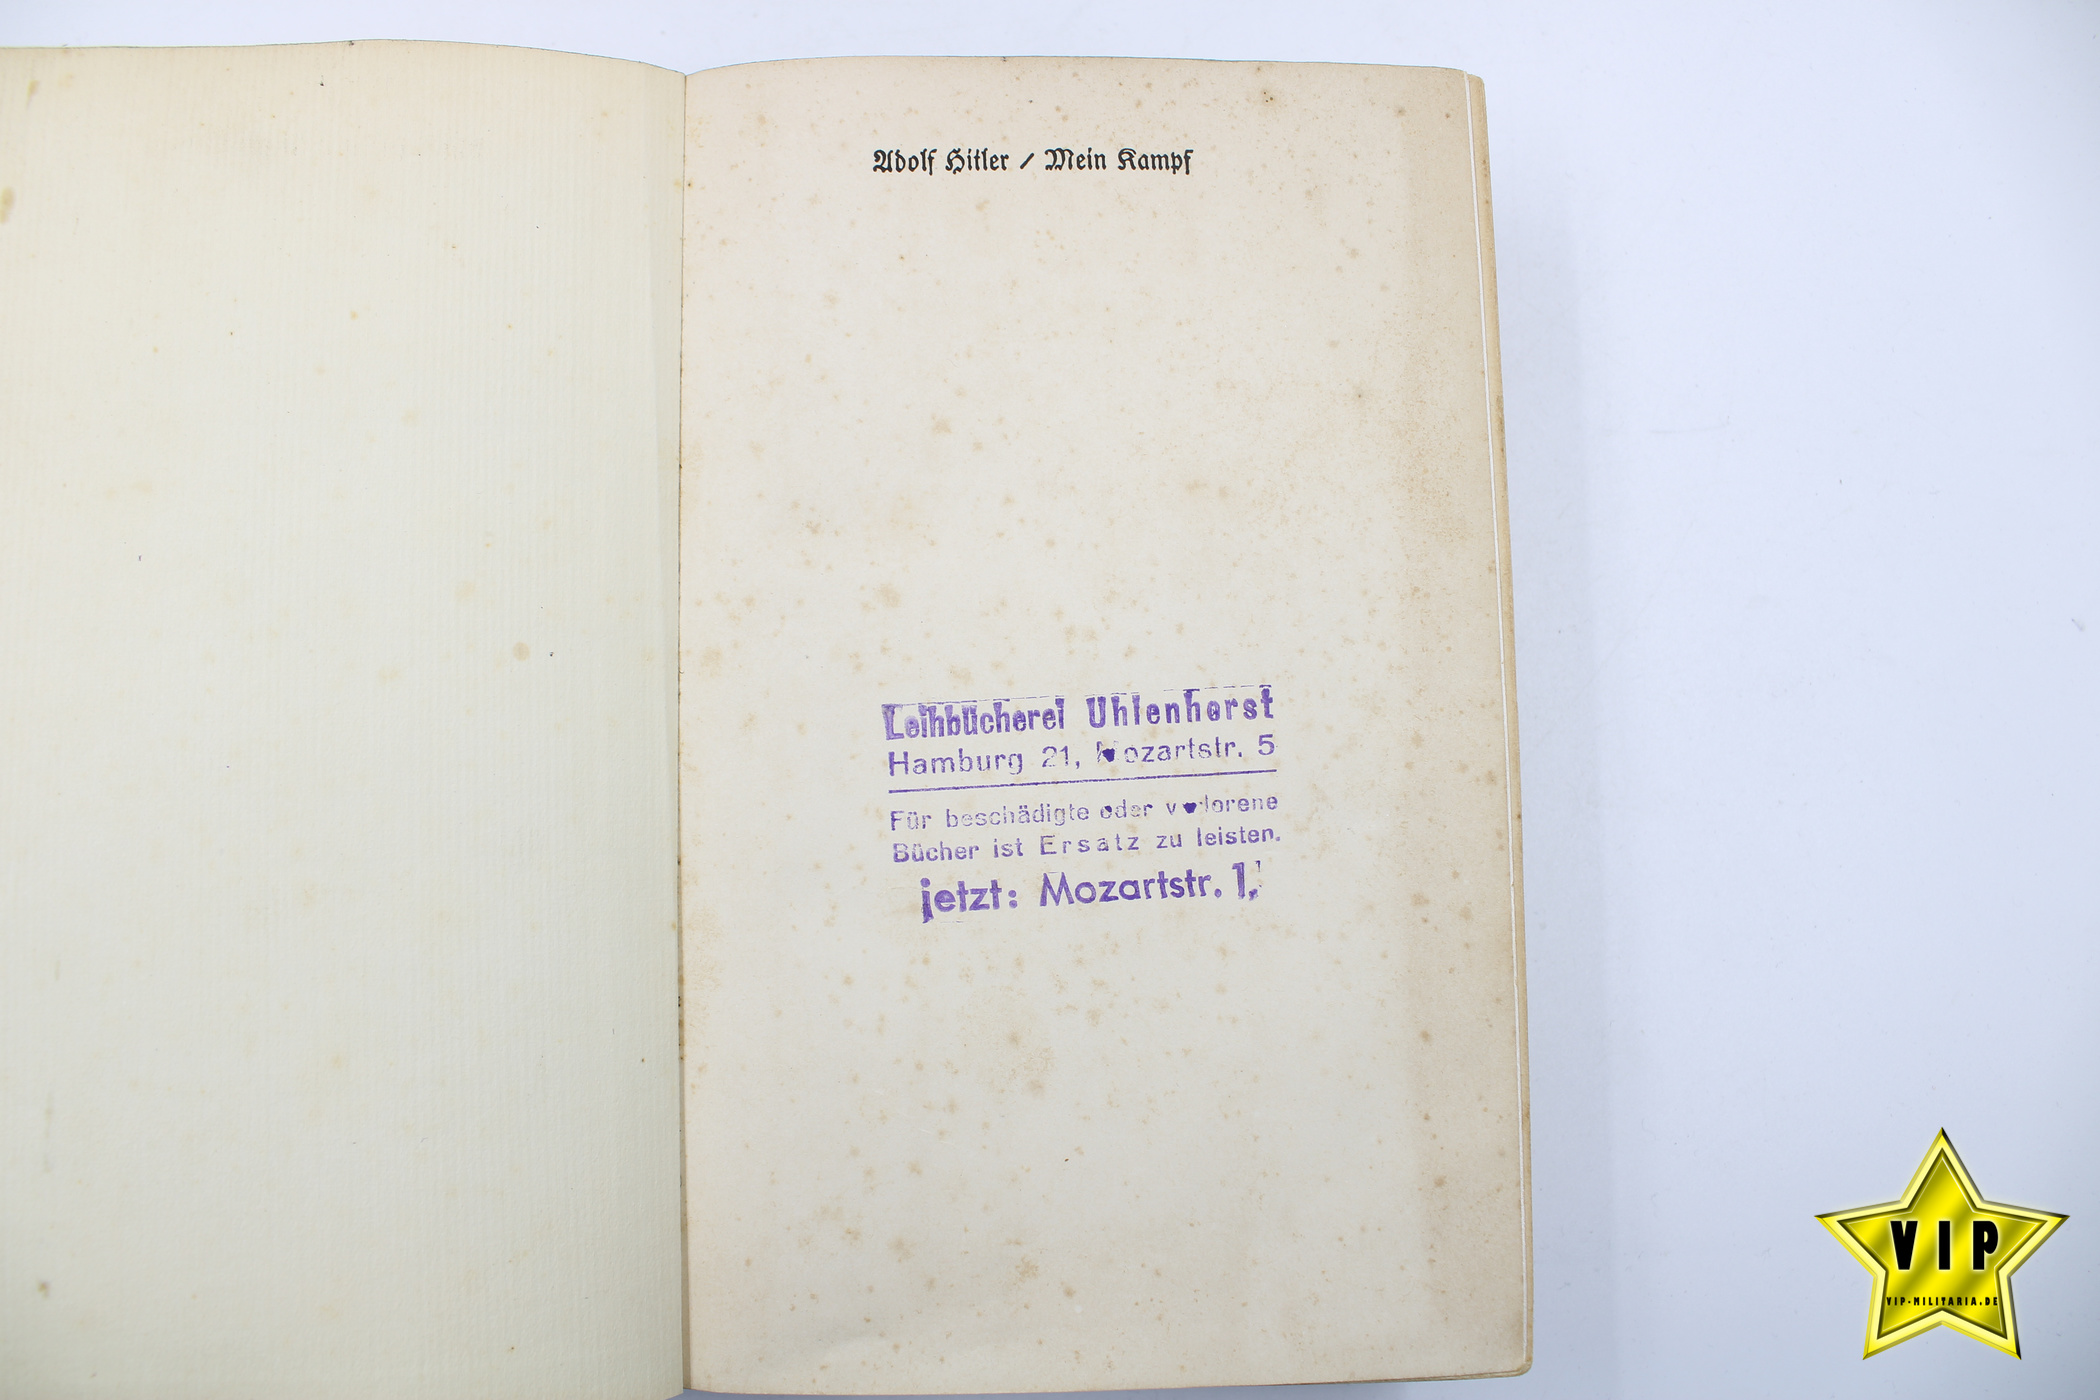 Adolf Hitler / Mein Kampf
Leihbücherei Uhlenhorst
Hamburg 21, Mozartstr. 5
Für beschädigte oder verlorene
Bücher ist Ersatz zu leisten.
jetzt: Mozartstr. 1
VIP
VIP-MILITARIA.DE